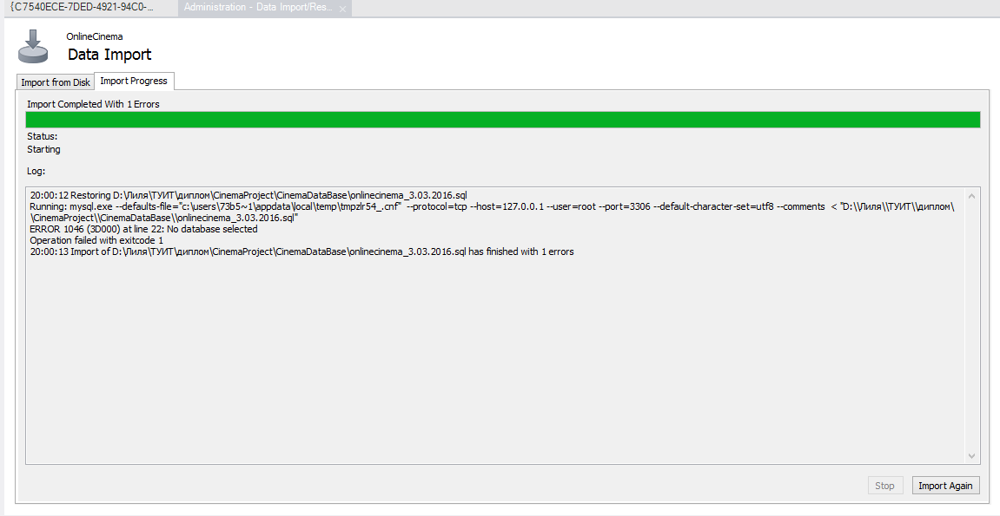 {C7540ECE-7DED-4921-94C0-...
Administration - Data Import/Res...
OnlineCinema
Data Import
Import from Disk
Import Progress
Import Completed With 1 Errors
Status:
Starting
Log:
20:00:12 Restoring D:\Лиля\ТУИТ\диплом\CinemaProject\CinemaDataBase\onlinecinema_3.03.2016.sql
Running: mysql.exe --defaults-file="c:\users\73b5~1\appdata\local\temp\tmpzlr54_.cnf"  --protocol=tcp --host=127.0.0.1 --user=root --port=3306 --default-character-set=utf8 --comments  < "D:\\Лиля\\ТУИТ\\диплом\
\CinemaProject\\CinemaDataBase\\onlinecinema_3.03.2016.sql"
ERROR 1046 (3D000) at line 22: No database selected
Operation failed with exitcode 1
20:00:13 Import of D:\Лиля\ТУИТ\диплом\CinemaProject\CinemaDataBase\onlinecinema_3.03.2016.sql has finished with 1 errors
Stop
Import Again